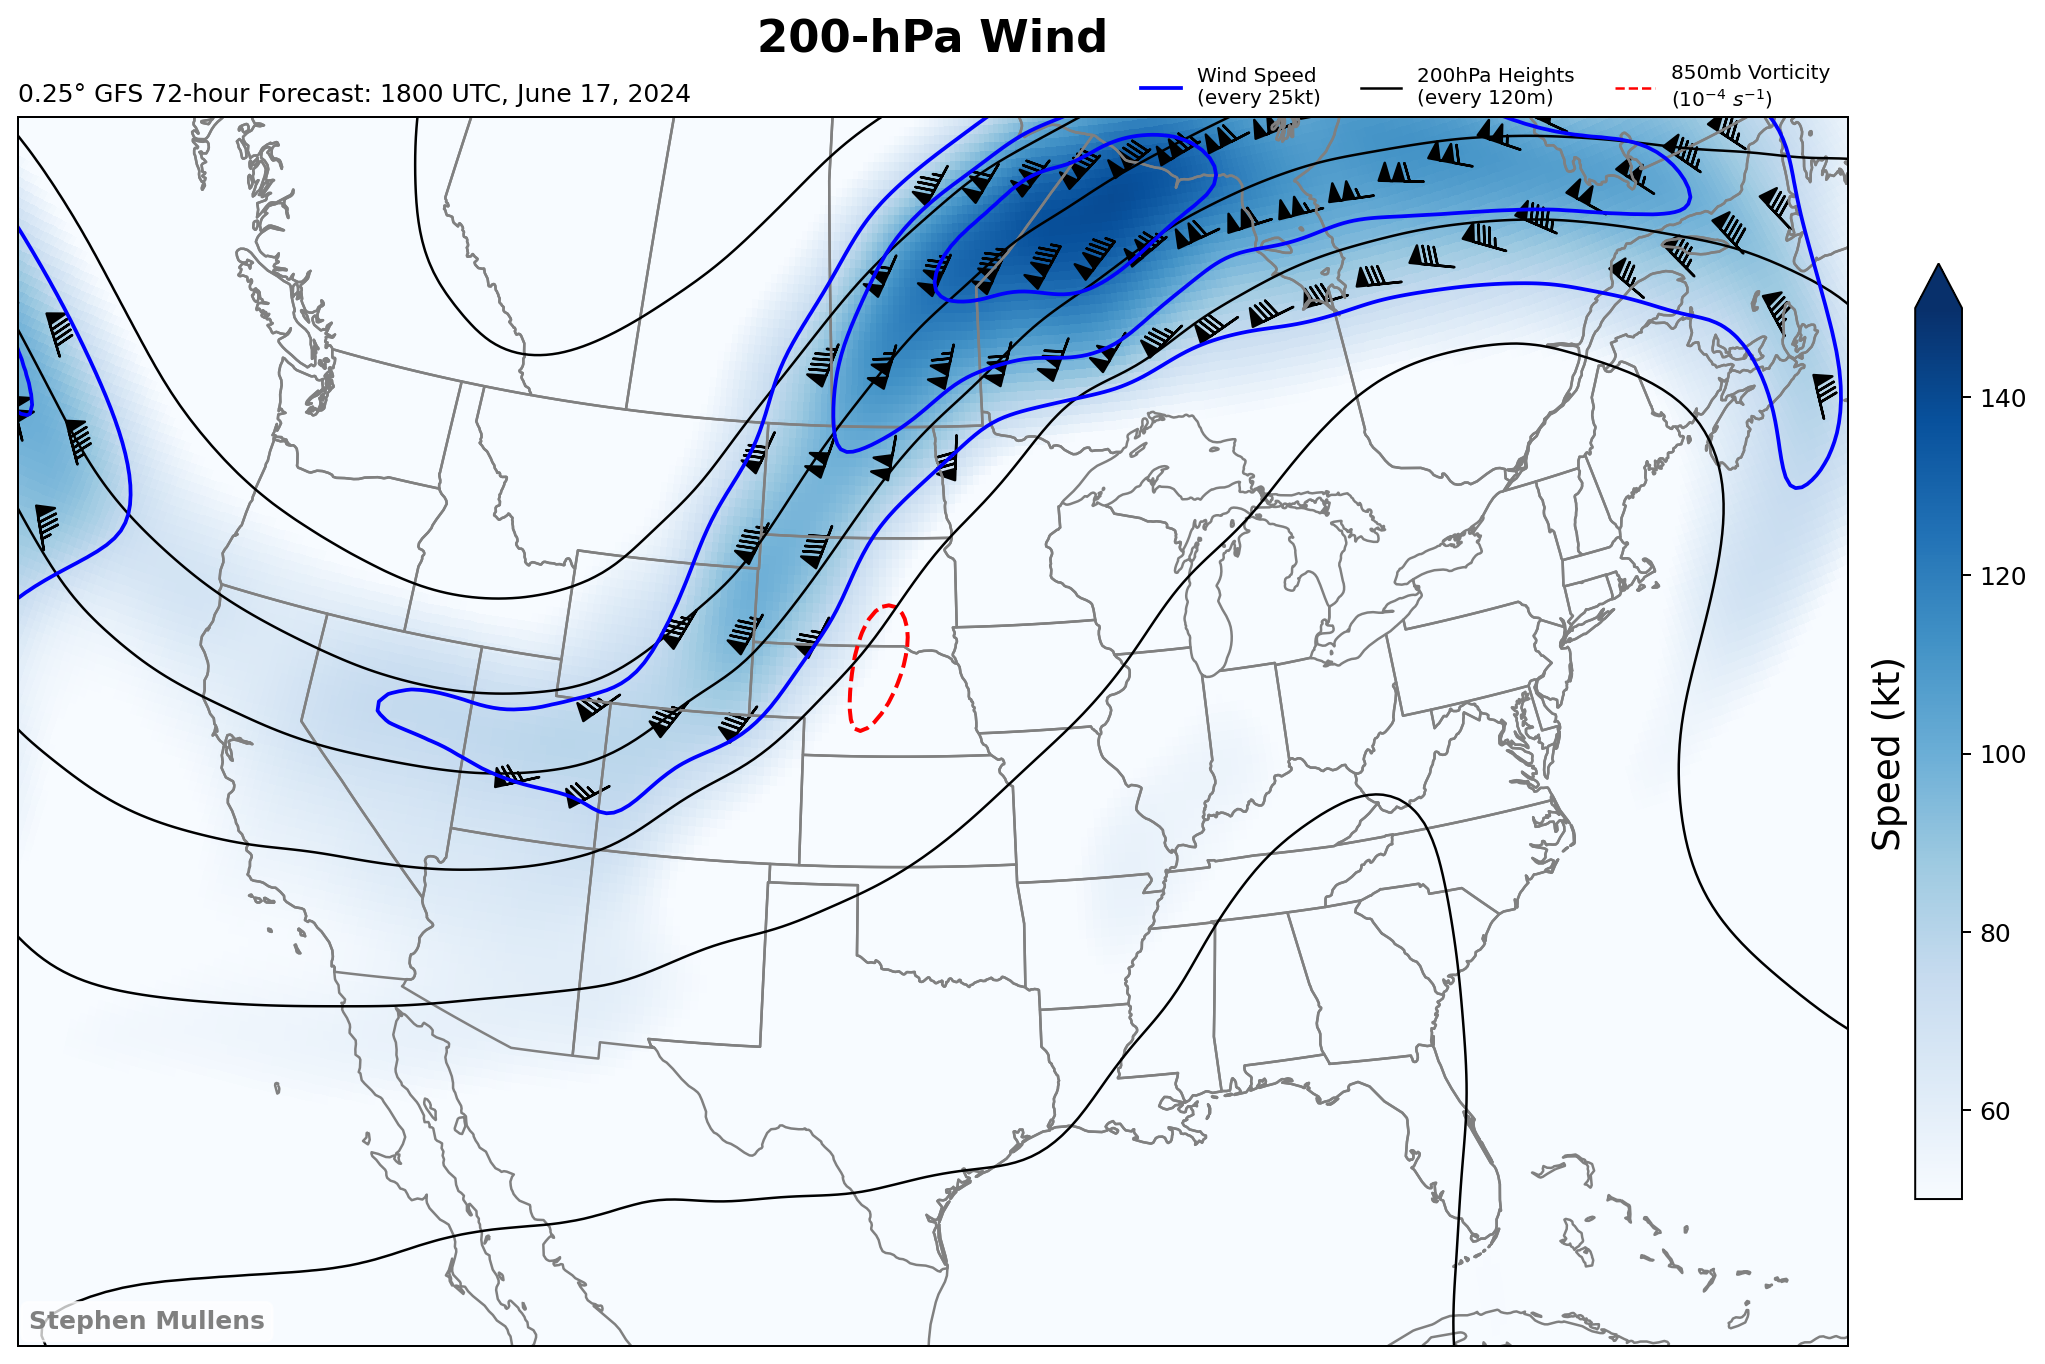 200-hPa Wind
0.25° GFS 72-hour Forecast: 1800 UTC, June 17, 2024
Wind Speed
(every 25kt)
200hPa Heights
(every 120m)
850mb Vorticity
(10⁻⁴ s⁻¹)
140
120
100
80
60
Speed (kt)
Stephen Mullens